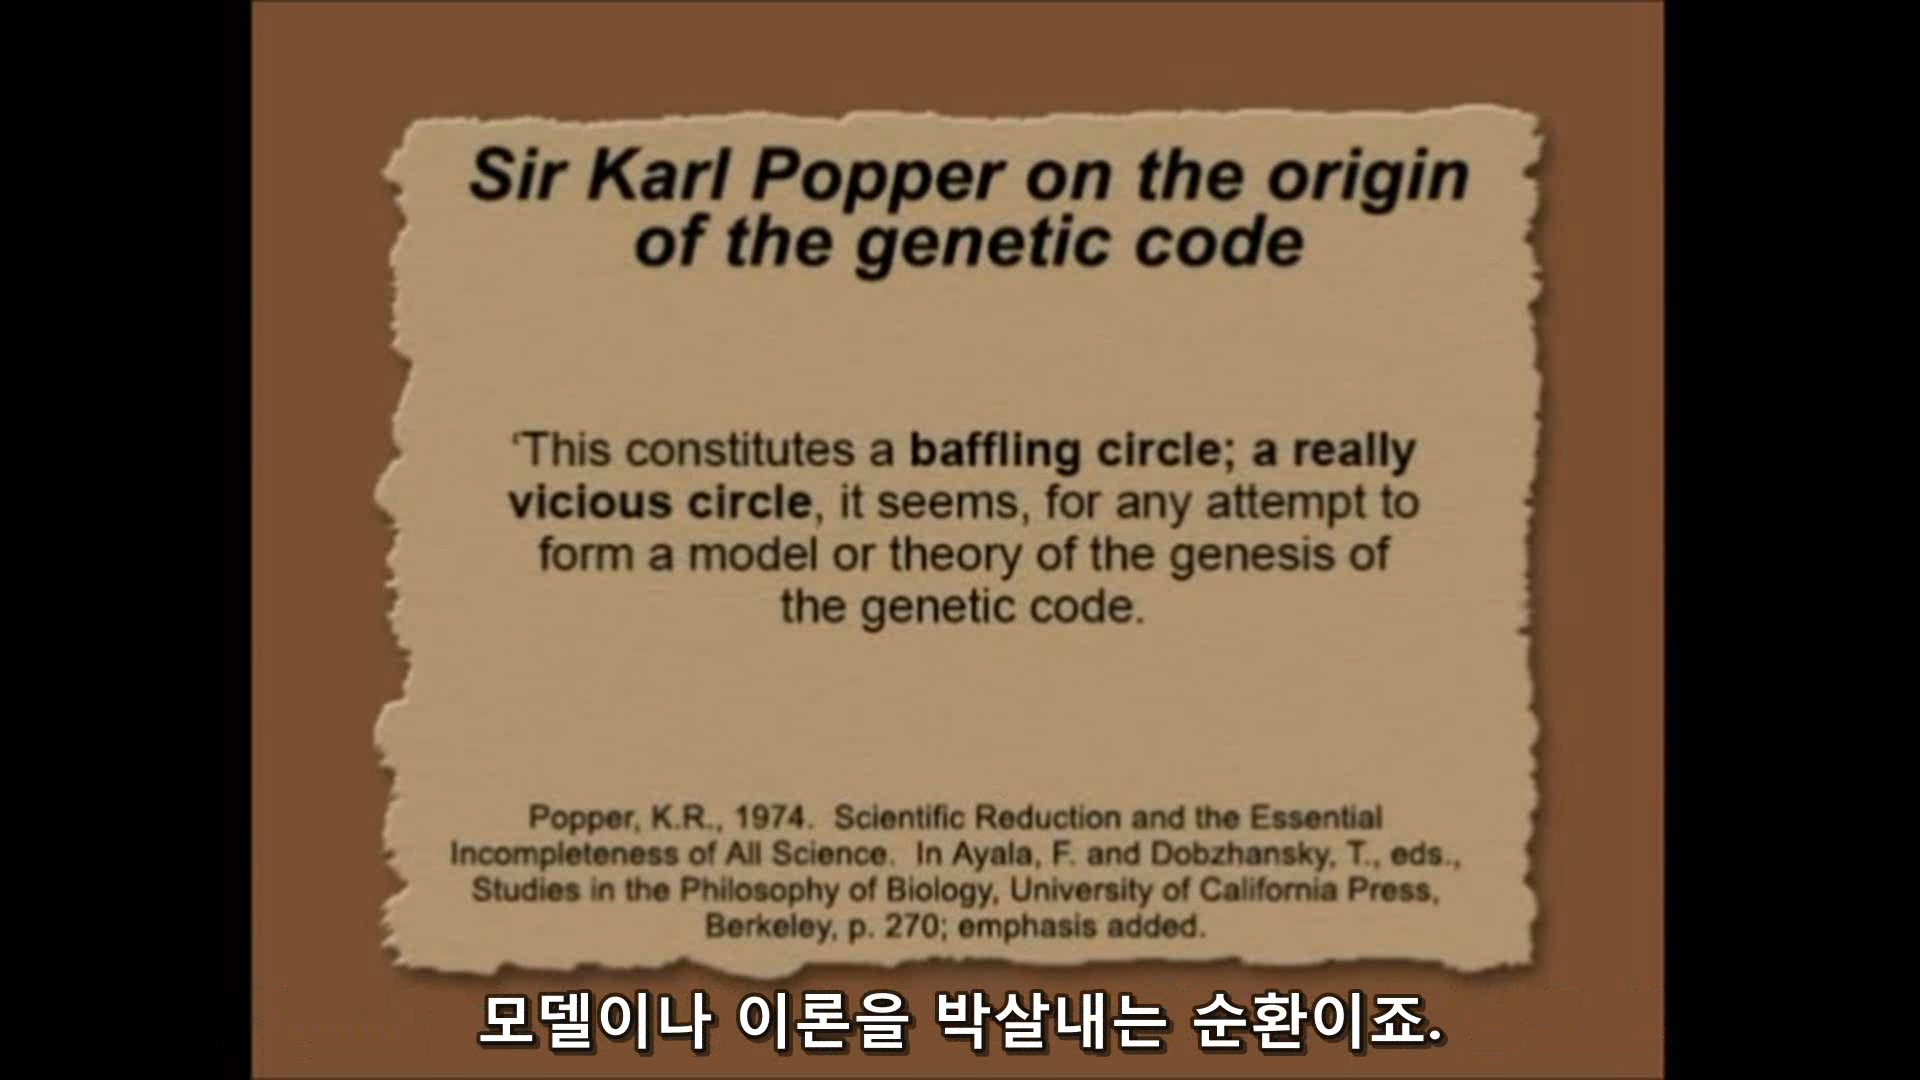 Sir Karl Popper on the origin
of the genetic code
‘This constitutes a baffling circle; a really
vicious circle, it seems, for any attempt to
form a model or theory of the genesis of
the genetic code.
Popper, K.R., 1974. Scientific Reduction and the Essential
Incompleteness of All Science. In Ayala, F. and Dobzhansky, T., eds.,
Studies in the Philosophy of Biology, University of California Press,
Berkeley, p. 270; emphasis added.
모델이나 이론을 박살내는 순환이죠.